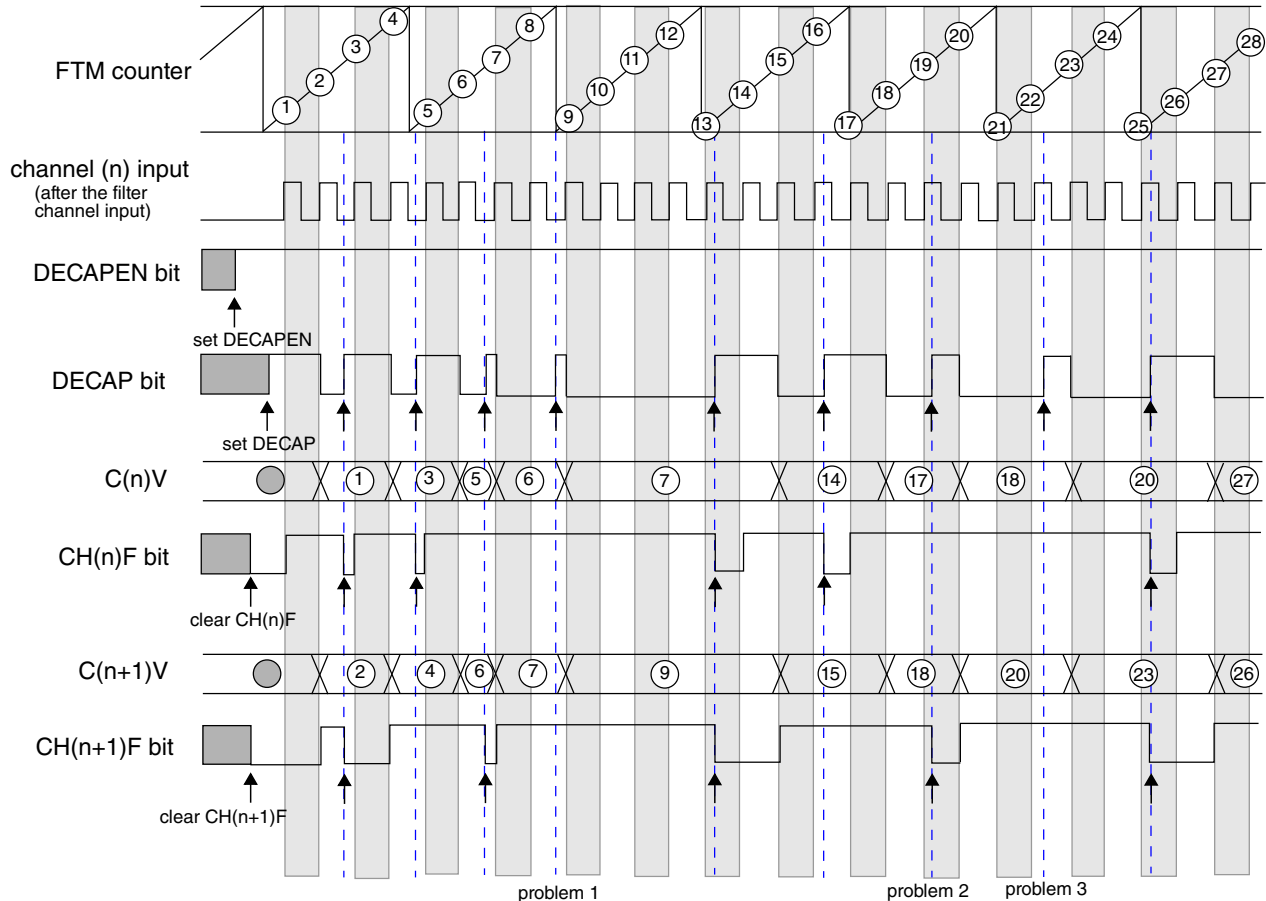 4 8 12 16 20 24 28
3 7 11 15 19 23 27
FTM counter
2 6 10 14 18 22 26
1 5 9 13 17 21 25
channel (n) input
(after the filter
channel input)
DECAPEN bit
set DECAPEN
DECAP bit
set DECAP
C(n)V 1 3 5 6 7 14 17 18 20 27
CH(n)F bit
clear CH(n)F
C(n+1)V 2 4 6 7 9 15 18 20 23 26
CH(n+1)F bit
clear CH(n+1)F
problem 1 problem 2 problem 3